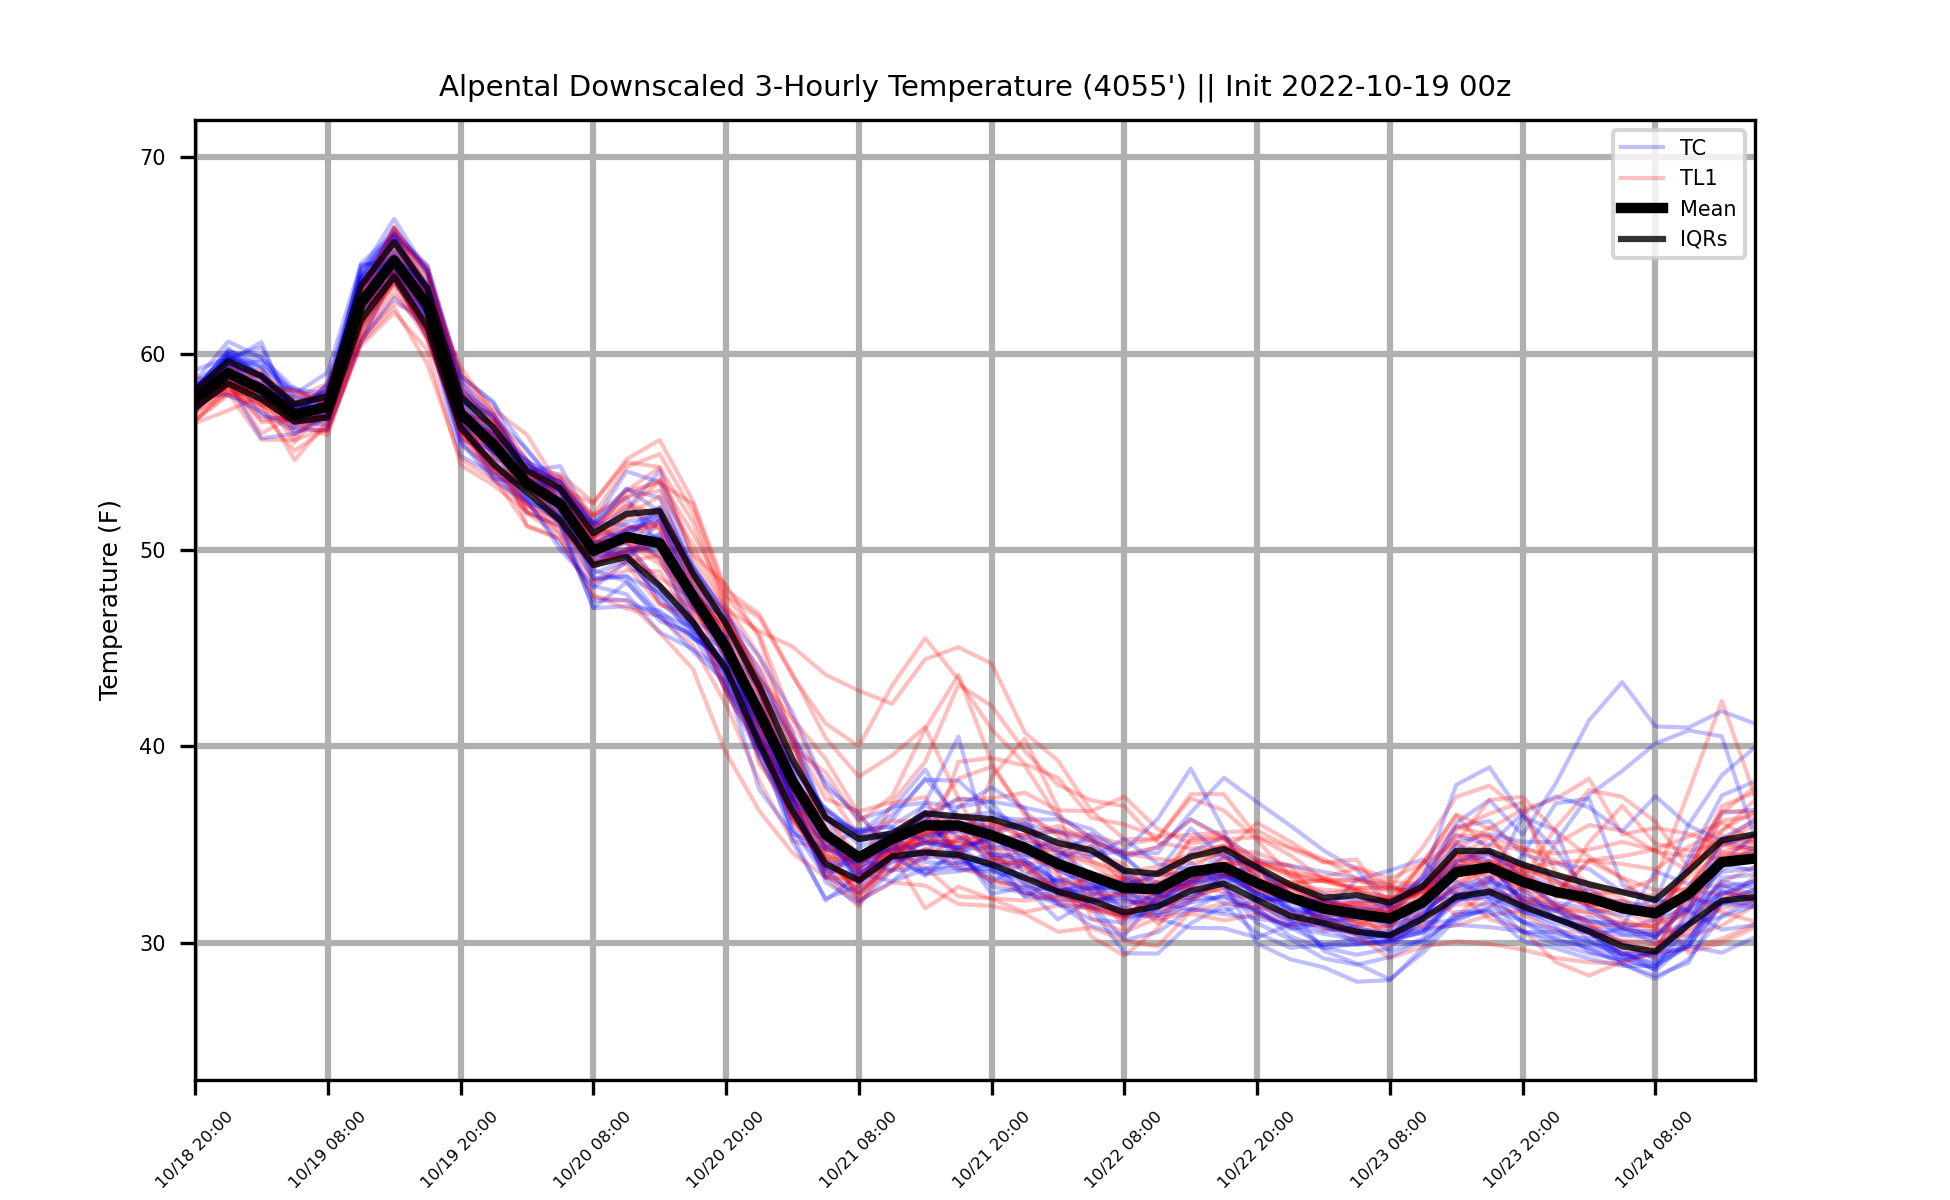 Alpental Downscaled 3-Hourly Temperature (4055') || Init 2022-10-19 00z
TC
TL1
Mean
IQRs
Temperature (F)
70
60
50
40
30
10/18 20:00
10/19 08:00
10/19 20:00
10/20 08:00
10/20 20:00
10/21 08:00
10/21 20:00
10/22 08:00
10/22 20:00
10/23 08:00
10/23 20:00
10/24 08:00